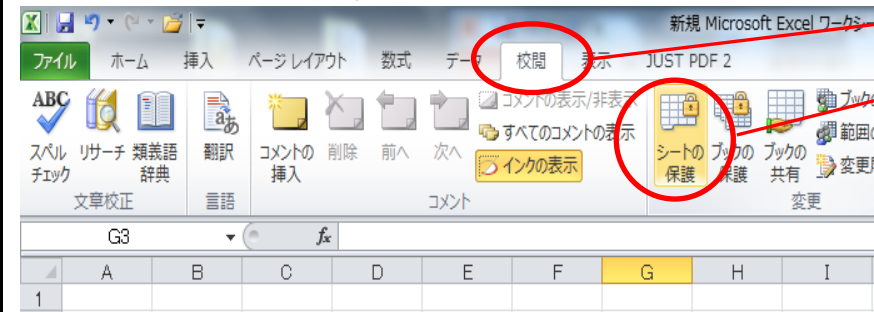 新規 Microsoft Excel ワークシー
ファイル ホーム 挿入 ページ レイアウト 数式 データ 校閲 表示 JUST PDF 2
ABC スペル チェック
リサーチ
類義語 辞典
文章校正
翻訳
言語
コメントの 挿入
削除
前へ
次へ
コメントの表示/非表示
すべてのコメントの表示
インクの表示
コメント
シートの 保護
ブックの 保護
ブックの 共有
ブックの
範囲の
変更
変更
G3 fx
A B C D E F G H I
1